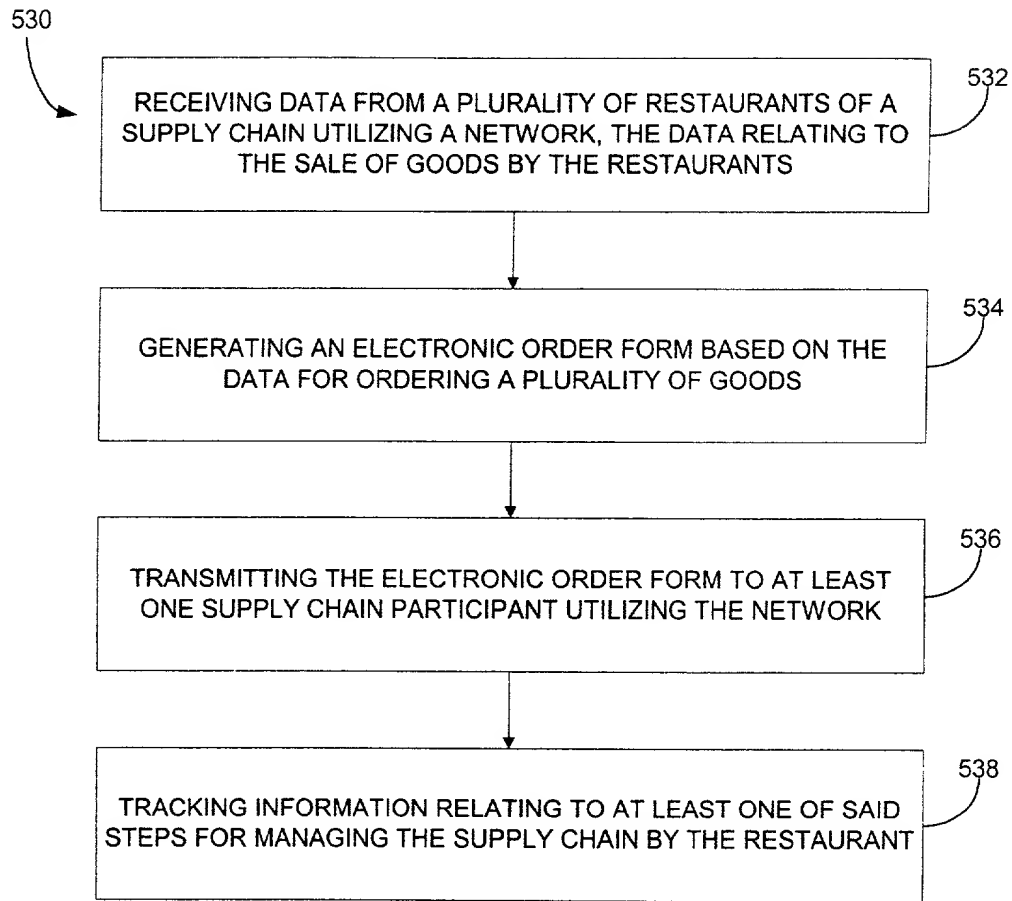 530
532
RECEIVING DATA FROM A PLURALITY OF RESTAURANTS OF A
SUPPLY CHAIN UTILIZING A NETWORK, THE DATA RELATING TO
THE SALE OF GOODS BY THE RESTAURANTS
534
GENERATING AN ELECTRONIC ORDER FORM BASED ON THE
DATA FOR ORDERING A PLURALITY OF GOODS
536
TRANSMITTING THE ELECTRONIC ORDER FORM TO AT LEAST
ONE SUPPLY CHAIN PARTICIPANT UTILIZING THE NETWORK
538
TRACKING INFORMATION RELATING TO AT LEAST ONE OF SAID
STEPS FOR MANAGING THE SUPPLY CHAIN BY THE RESTAURANT